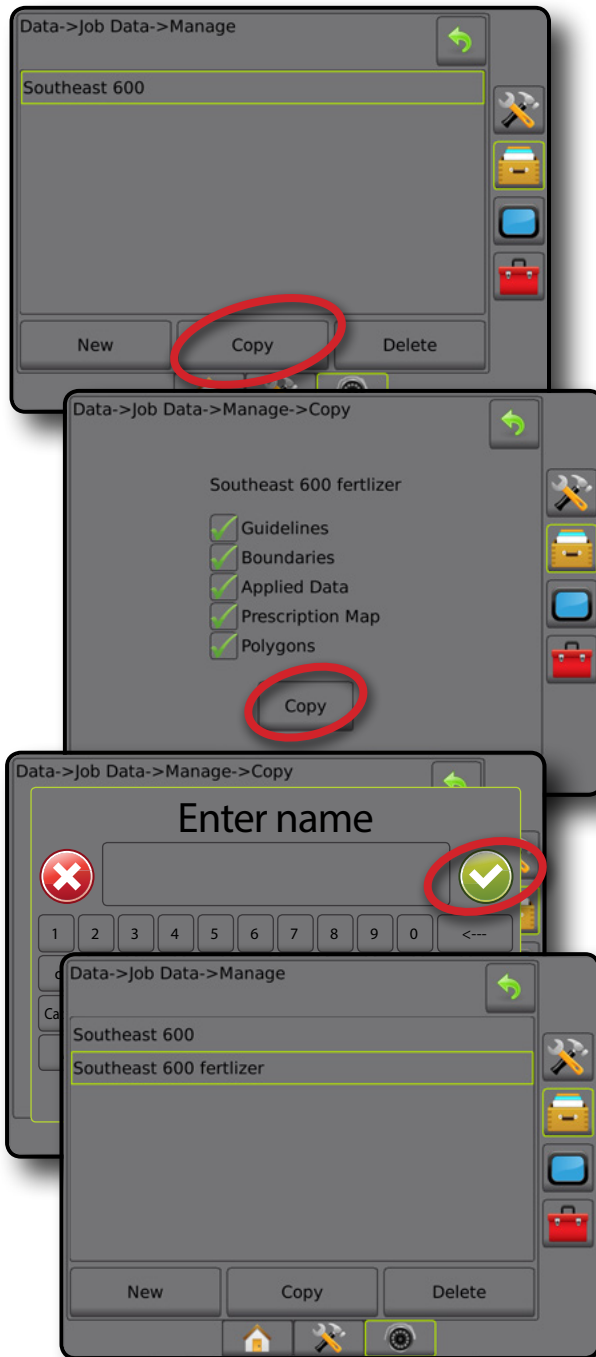 Data->Job Data->Manage
Southeast 600
New Copy Delete
Data->Job Data->Manage->Copy
Southeast 600 fertlizer
Guidelines
Boundaries
Applied Data
Prescription Map
Polygons
Copy
Data->Job Data->Manage->Copy
Enter name
1 2 3 4 5 6 7 8 9 0 <---
Data->Job Data->Manage
Southeast 600
Southeast 600 fertlizer
New Copy Delete